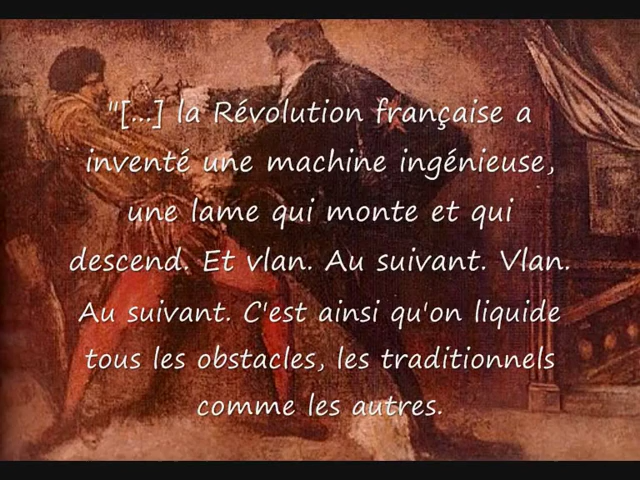 "[...] la Révolution française a
inventé une machine ingénieuse,
une lame qui monte et qui
descend. Et vlan. Au suivant. Vlan.
Au suivant. C'est ainsi qu'on liquide
tous les obstacles, les traditionnels
comme les autres.